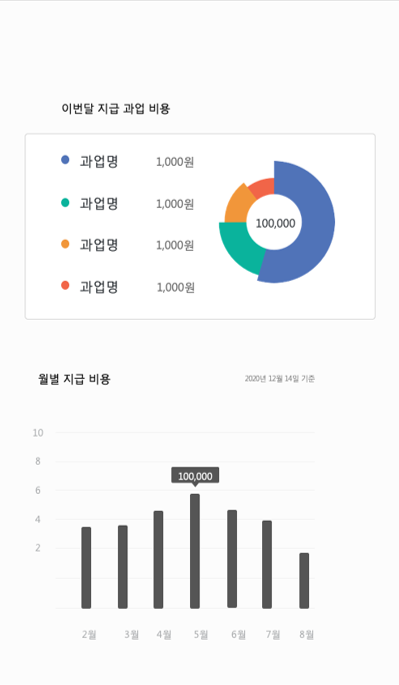 이번달 지급 과업 비용
과업명 1,000원
과업명 1,000원
100,000
과업명 1,000원
과업명 1,000원
월별 지급 비용 2020년 12월 14일 기준
10
8
100,000
6
4
2
2월 3월 4월 5월 6월 7월 8월